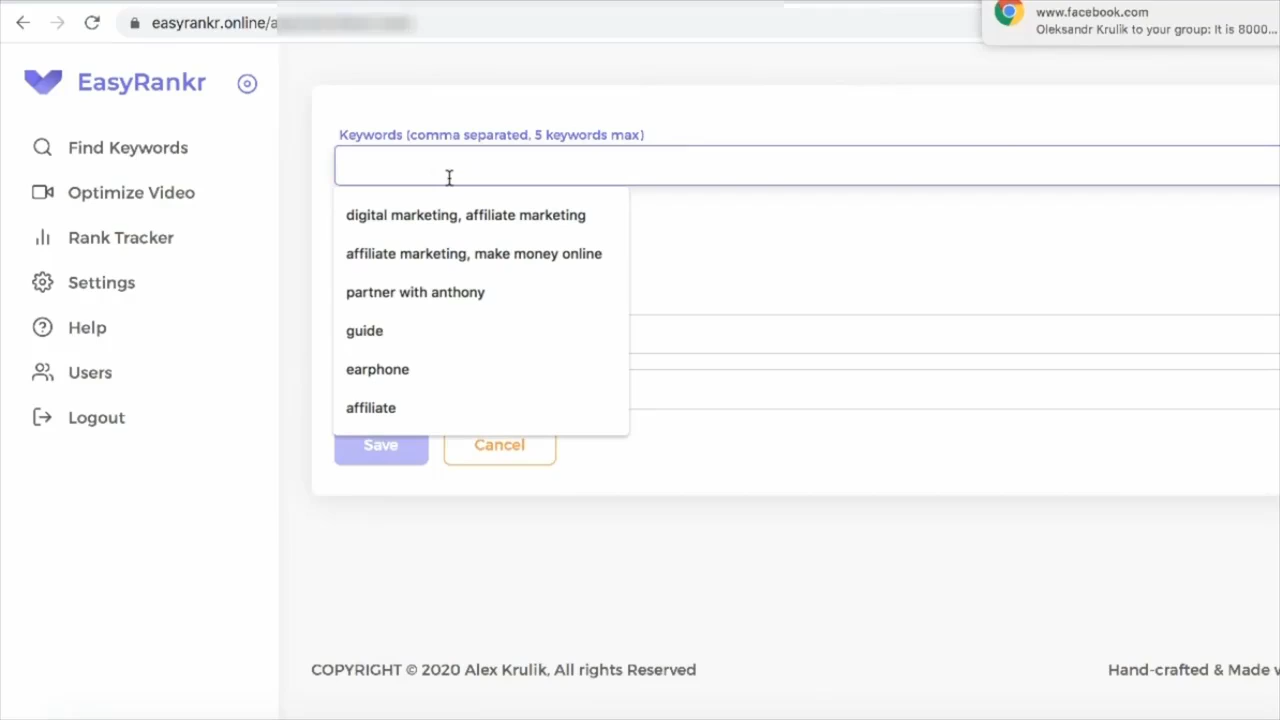 easyrankr.online/a
www.facebook.com
Oleksandr Krulik to your group: It is 8000...
EasyRankr
Find Keywords
Optimize Video
Rank Tracker
Settings
Help
Users
Logout
Keywords (comma separated, 5 keywords max)
digital marketing, affiliate marketing
affiliate marketing, make money online
partner with anthony
guide
earphone
affiliate
Save
Cancel
COPYRIGHT © 2020 Alex Krulik, All rights Reserved
Hand-crafted & Made